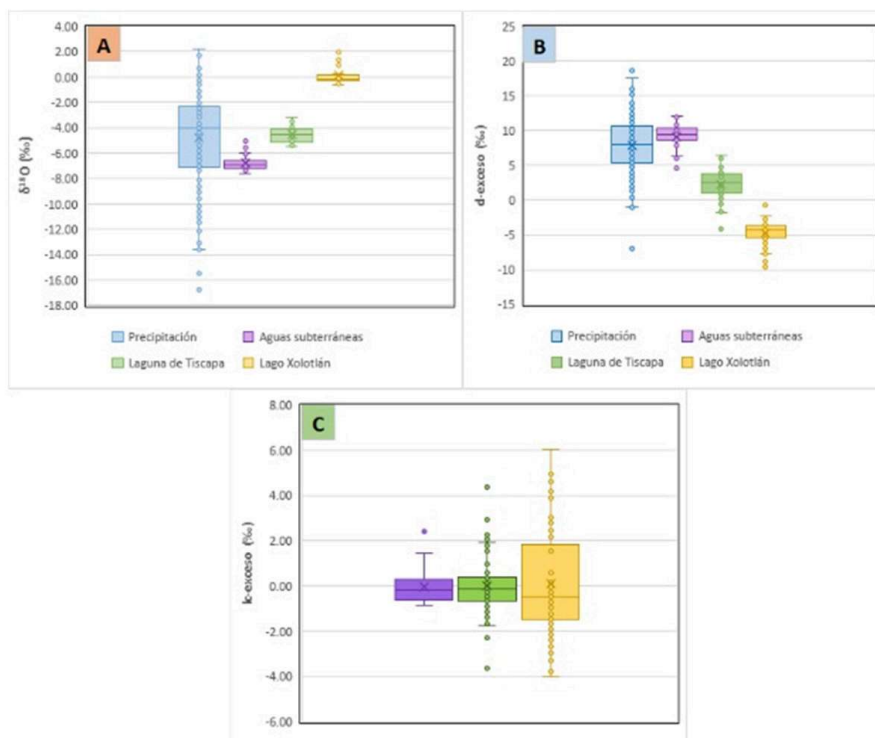 A
δ¹⁸O (‰)
4.00
2.00
0.00
-2.00
-4.00
-6.00
-8.00
-10.00
-12.00
-14.00
-16.00
-18.00
Precipitación
Aguas subterráneas
Laguna de Tiscapa
Lago Xolotlán
B
d-exceso (‰)
25
20
15
10
5
0
-5
-10
-15
Precipitación
Aguas subterráneas
Laguna de Tiscapa
Lago Xolotlán
C
lc-exceso (‰)
8.00
6.00
4.00
2.00
0.00
-2.00
-4.00
-6.00